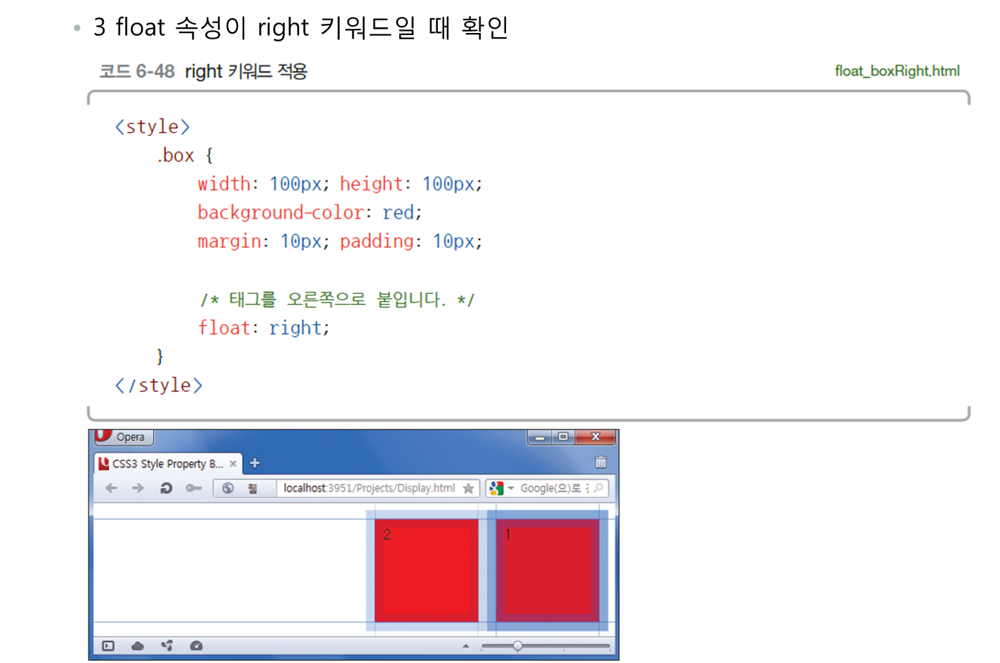 • 3 float 속성이 right 키워드일 때 확인
코드 6-48 right 키워드 적용 float_boxRight.html
<style>
.box {
width: 100px; height: 100px;
background-color: red;
margin: 10px; padding: 10px;
/* 태그를 오른쪽으로 붙입니다. */
float: right;
}
</style>
Opera
CSS3 Style Property B...
웹 localhost:3951/Projects/Display.html Google(으)로
2 1